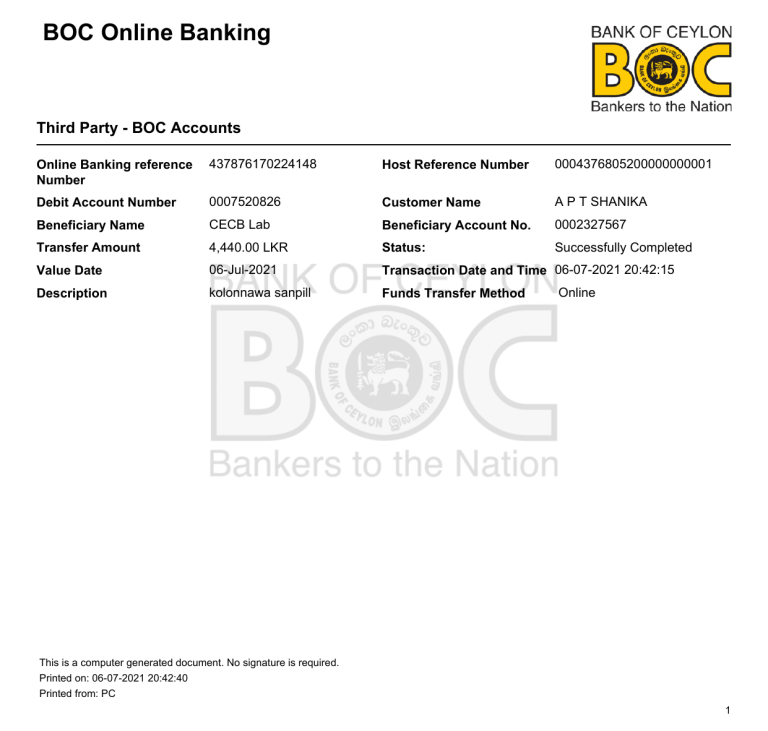 BOC Online Banking
BANK OF CEYLON
BOC
Bankers to the Nation
Third Party - BOC Accounts
Online Banking reference Number 437876170224148 Host Reference Number 0004376805200000000001
Debit Account Number 0007520826 Customer Name A P T SHANIKA
Beneficiary Name CECB Lab Beneficiary Account No. 0002327567
Transfer Amount 4,440.00 LKR Status: Successfully Completed
Value Date 06-Jul-2021 Transaction Date and Time 06-07-2021 20:42:15
Description kolonnawa sanpill Funds Transfer Method Online
BANK OF CEYLON
BOC
ලංකා බැංකුව
BANK OF CEYLON
Bankers to the Nation
This is a computer generated document. No signature is required.
Printed on: 06-07-2021 20:42:40
Printed from: PC
1